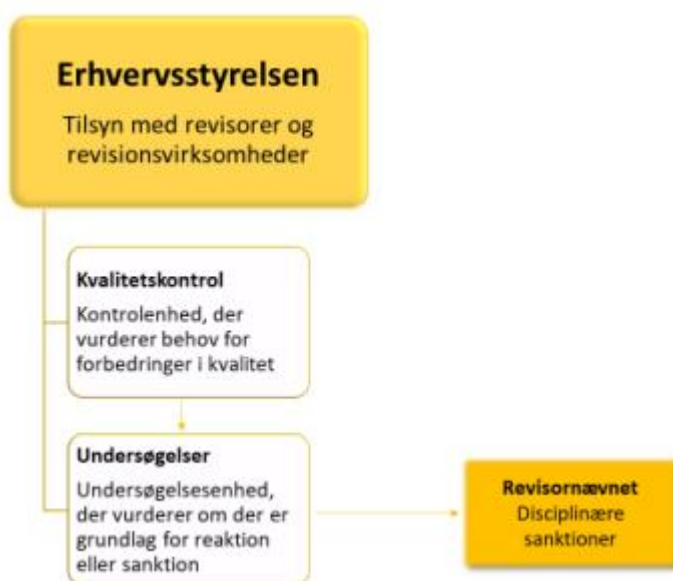 Erhvervsstyrelsen
Tilsyn med revisorer og
revisionsvirksomheder
Kvalitetskontrol
Kontrolenhed, der
vurderer behov for
forbedringer i kvalitet
Undersøgelser
Undersøgelsesenhed,
der vurderer om der er
grundlag for reaktion
eller sanktion
Revisornævnet
Disciplinære
sanktioner